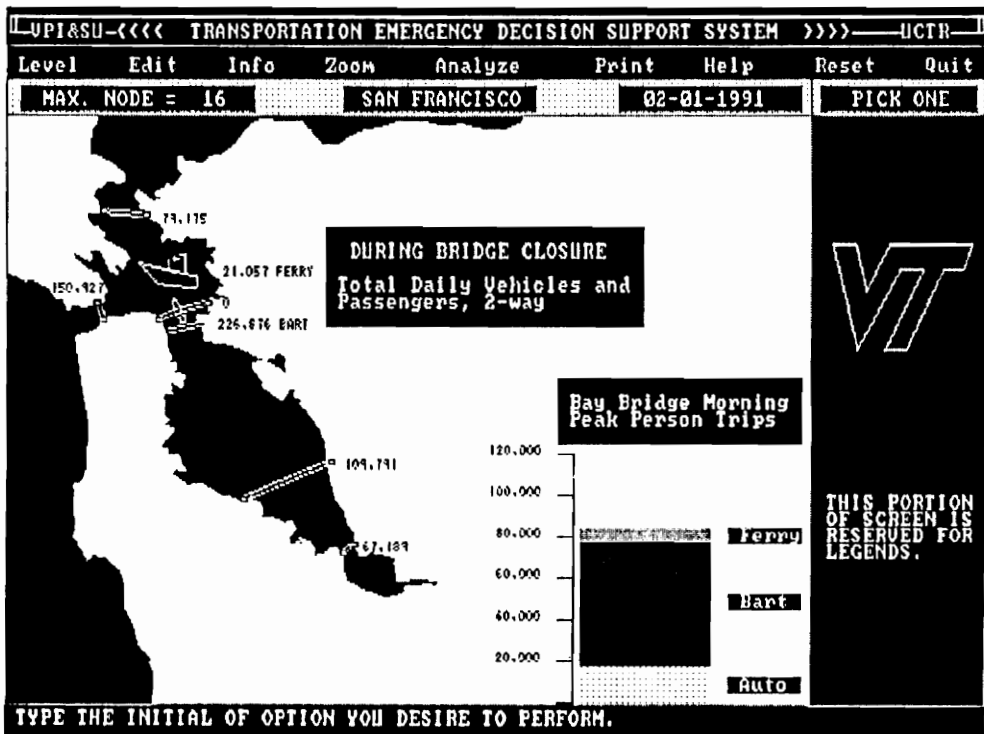 VPI&SU-<<<< TRANSPORTATION EMERGENCY DECISION SUPPORT SYSTEM >>>>——UCTR
Level Edit Info Zoom Analyze Print Help Reset Quit
MAX. NODE = 16 SAN FRANCISCO 02-01-1991 PICK ONE
79,175
DURING BRIDGE CLOSURE
Total Daily Vehicles and
Passengers, 2-way
21,057 FERRY
150,927
0
226,876 BART
Bay Bridge Morning
Peak Person Trips
109,791
67,189
120,000
100,000
80,000
60,000
40,000
20,000
Ferry
Bart
Auto
VT
THIS PORTION
OF SCREEN IS
RESERVED FOR
LEGENDS.
TYPE THE INITIAL OF OPTION YOU DESIRE TO PERFORM.